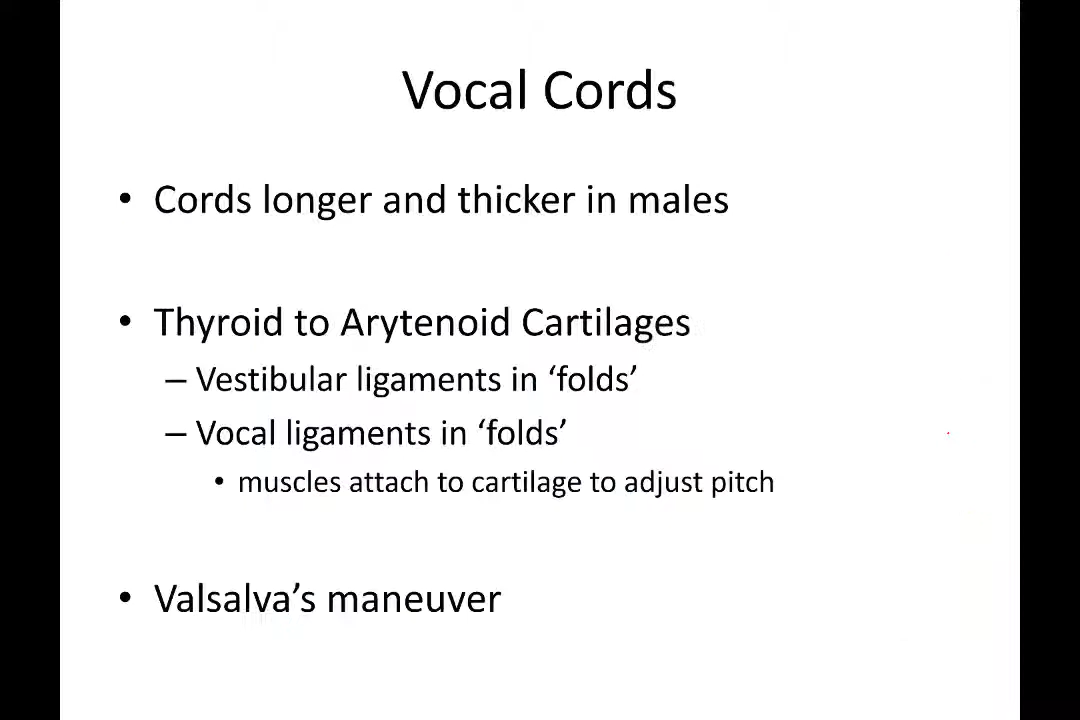 Vocal Cords
• Cords longer and thicker in males
• Thyroid to Arytenoid Cartilages
– Vestibular ligaments in ‘folds’
– Vocal ligaments in ‘folds’
• muscles attach to cartilage to adjust pitch
• Valsalva’s maneuver